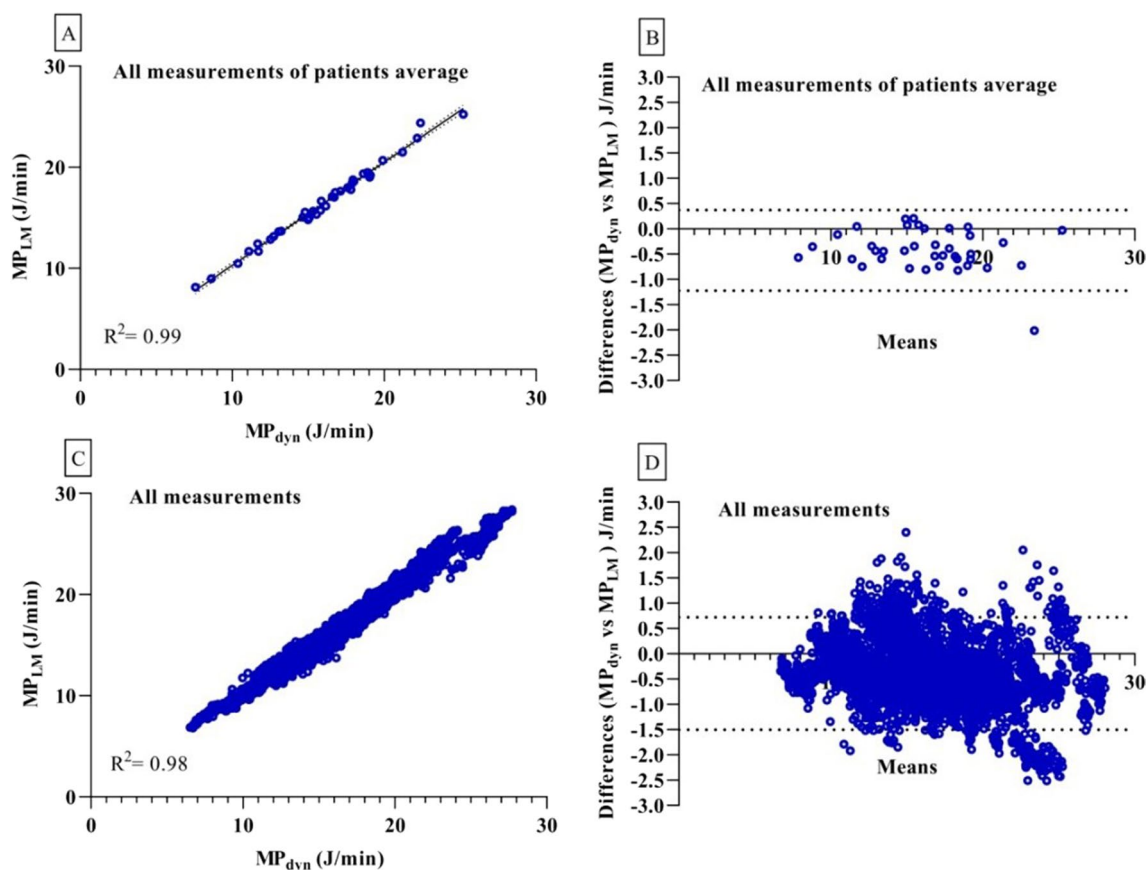 A
All measurements of patients average
30
20
10
0
MP_LM (J/min)
R²= 0.99
0 10 20 30
MP_dyn (J/min)
B
All measurements of patients average
3.0
2.5
2.0
1.5
1.0
0.5
0.0
-0.5
-1.0
-1.5
-2.0
-2.5
-3.0
Differences (MP_dyn vs MP_LM ) J/min
10 20 30
Means
C
All measurements
30
20
10
0
MP_LM (J/min)
R²= 0.98
0 10 20 30
MP_dyn (J/min)
D
All measurements
3.0
2.5
2.0
1.5
1.0
0.5
0.0
-0.5
-1.0
-1.5
-2.0
-2.5
-3.0
Differences (MP_dyn vs MP_LM ) J/min
30
Means